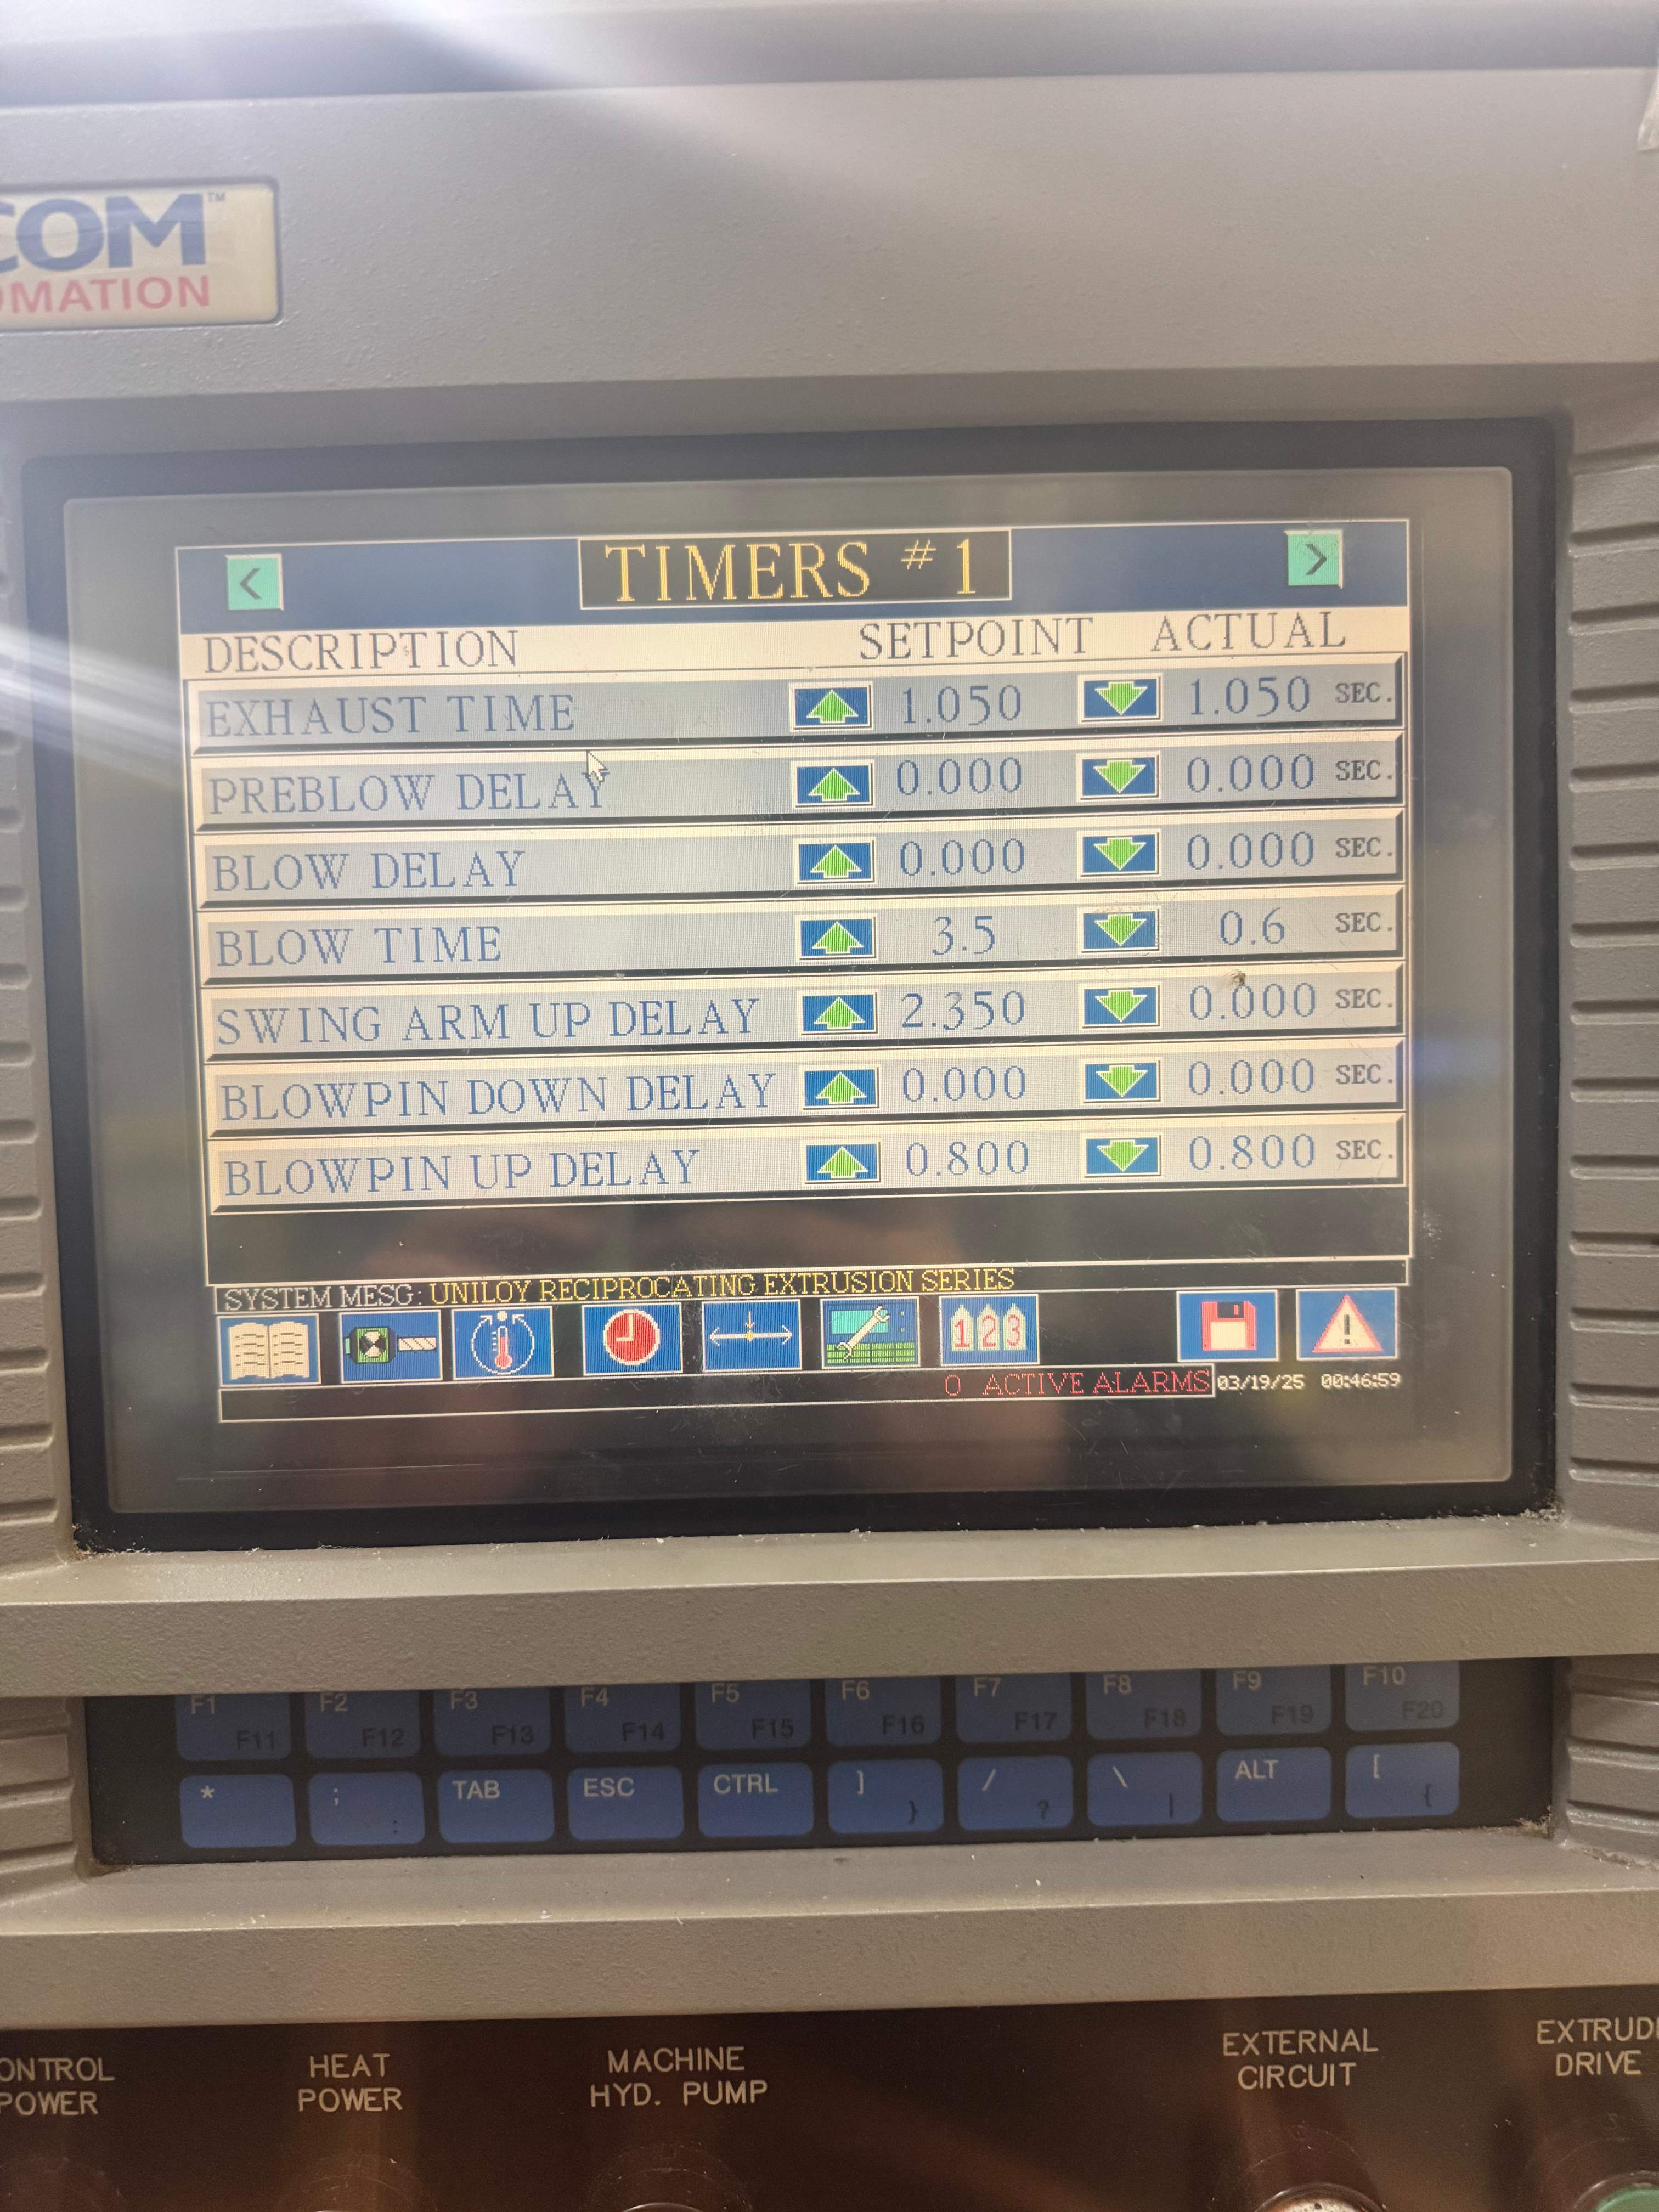 COM™
OMATION
< TIMERS #1 >
DESCRIPTION SETPOINT ACTUAL
EXHAUST TIME 1.050 1.050 SEC.
PREBLOW DELAY 0.000 0.000 SEC.
BLOW DELAY 0.000 0.000 SEC.
BLOW TIME 3.5 0.6 SEC.
SWING ARM UP DELAY 2.350 0.000 SEC.
BLOWPIN DOWN DELAY 0.000 0.000 SEC.
BLOWPIN UP DELAY 0.800 0.800 SEC.
SYSTEM MESG: UNILOY RECIPROCATING EXTRUSION SERIES
123
0 ACTIVE ALARMS 03/19/25 00:46:59
F1 F2 F3 F4 F5 F6 F7 F8 F9 F10
F11 F12 F13 F14 F15 F16 F17 F18 F19 F20
* ; TAB ESC CTRL ] / \ ALT [
: } ? | {
ONTROL POWER
HEAT POWER
MACHINE HYD. PUMP
EXTERNAL CIRCUIT
EXTRUD DRIVE